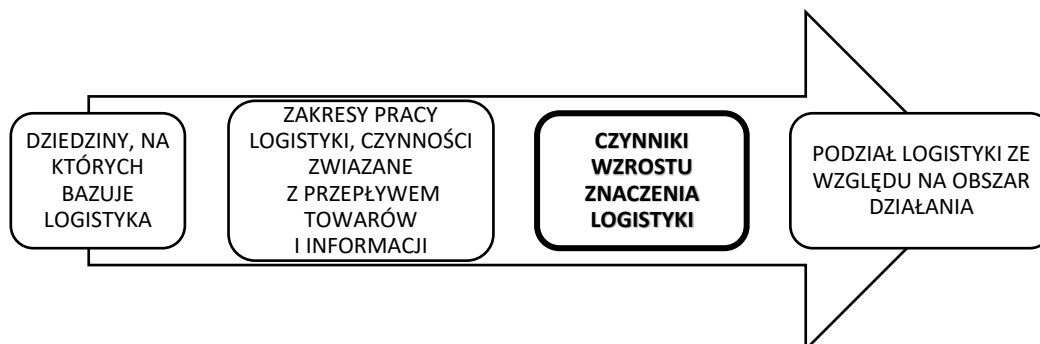 DZIEDZINY, NA
KTÓRYCH
BAZUJE
LOGISTYKA
ZAKRESY PRACY
LOGISTYKI, CZYNNOŚCI
ZWIAZANE
Z PRZEPŁYWEM
TOWARÓW
I INFORMACJI
CZYNNIKI
WZROSTU
ZNACZENIA
LOGISTYKI
PODZIAŁ LOGISTYKI ZE
WZGLĘDU NA OBSZAR
DZIAŁANIA